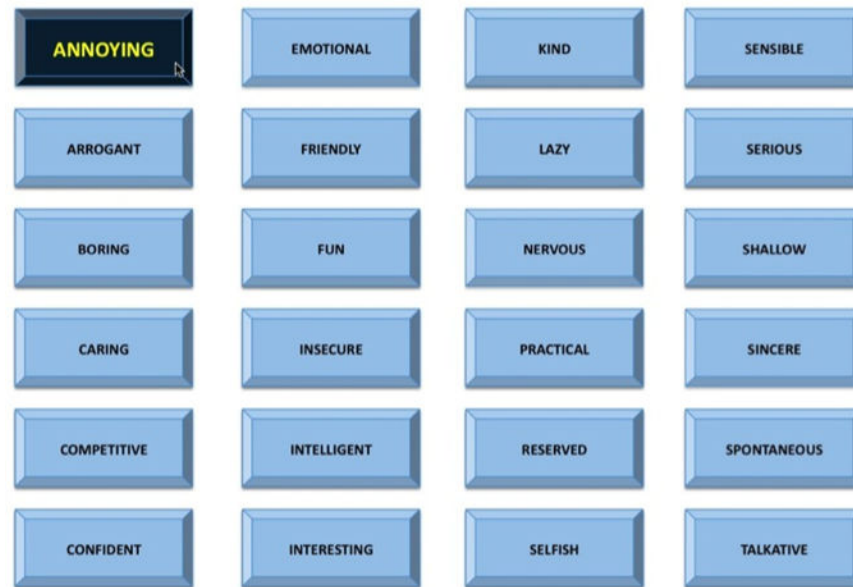 ANNOYING EMOTIONAL KIND SENSIBLE
ARROGANT FRIENDLY LAZY SERIOUS
BORING FUN NERVOUS SHALLOW
CARING INSECURE PRACTICAL SINCERE
COMPETITIVE INTELLIGENT RESERVED SPONTANEOUS
CONFIDENT INTERESTING SELFISH TALKATIVE